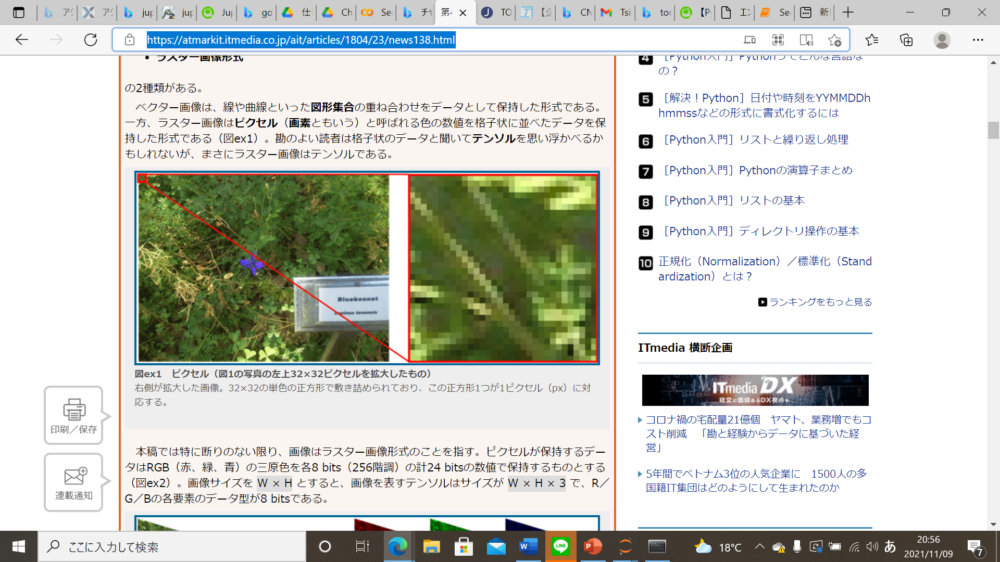 アク
アク
jup
jup
Jup
go
仕
Ch
Sec
チャ
第4
TO
【企
CN
Tsi
tor
【Py
エン
Sec
新
https://atmarkit.itmedia.co.jp/ait/articles/1804/23/news138.html
• ラスター画像形式
の2種類がある。
ベクター画像は、線や曲線といった図形集合の重ね合わせをデータとして保持した形式である。
一方、ラスター画像はピクセル（画素ともいう）と呼ばれる色の数値を格子状に並べたデータを保
持した形式である（図ex1）。勘のよい読者は格子状のデータと聞いてテンソルを思い浮かべるか
もしれないが、まさにラスター画像はテンソルである。
Bluebonnet
Lupinus texensis
図ex1　ピクセル（図1の写真の左上32×32ピクセルを拡大したもの）
右側が拡大した画像。32×32の単色の正方形で敷き詰められており、この正方形1つが1ピクセル（px）に対
応する。
本稿では特に断りのない限り、画像はラスター画像形式のことを指す。ピクセルが保持するデー
タはRGB（赤、緑、青）の三原色を各8 bits（256階調）の計24 bitsの数値で保持するものとする
（図ex2）。画像サイズを W × H とすると、画像を表すテンソルはサイズが W × H × 3 で、R／
G／Bの各要素のデータ型が8 bitsである。
印刷／保存
連載通知
4 ［Python入門］Pythonってどんな言語な
の？
5 ［解決！Python］日付や時刻をYYMMDDh
hmmssなどの形式に書式化するには
6 ［Python入門］リストと繰り返し処理
7 ［Python入門］Pythonの演算子まとめ
8 ［Python入門］リストの基本
9 ［Python入門］ディレクトリ操作の基本
10 正規化（Normalization）／標準化（Stand
ardization）とは？
ランキングをもっと見る
ITmedia 横断企画
ITmedia DX
経営に価値あるDX視点を
コロナ禍の宅配量21億個　ヤマト、業務増でもコ
スト削減　「勘と経験からデータに基づいた経
営」
5年間でベトナム3位の人気企業に　1500人の多
国籍IT集団はどのようにして生まれたのか
ここに入力して検索
LINE
18°C
あ
20:56
2021/11/09
7